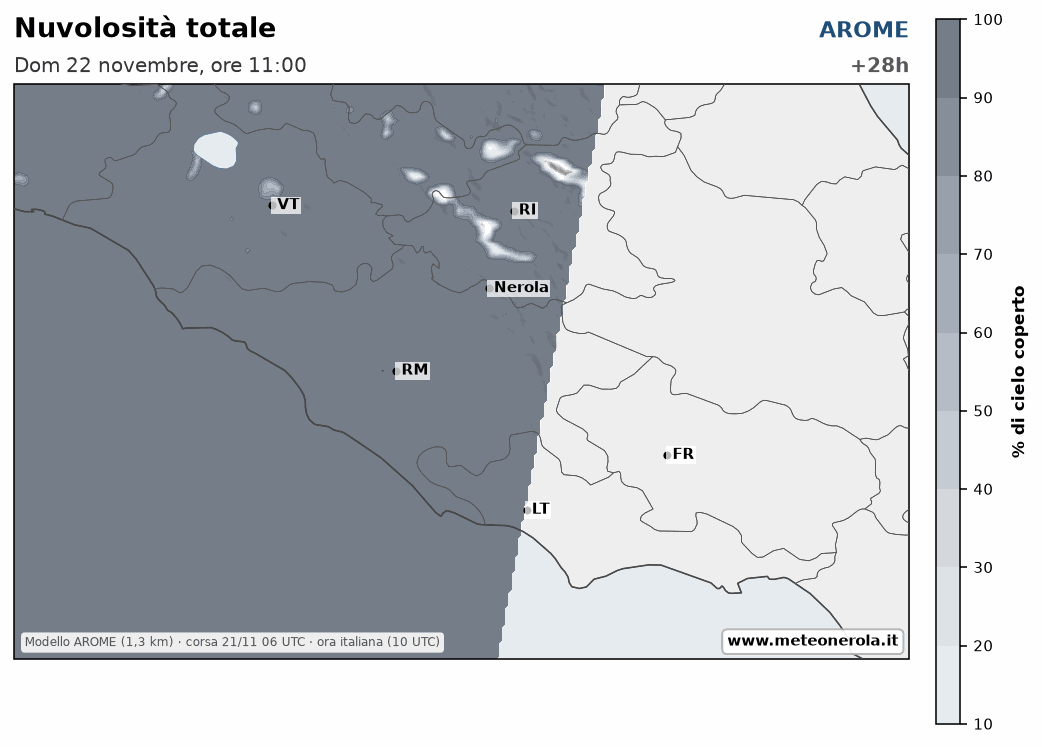 Nuvolosità totale
AROME
Dom 22 novembre, ore 11:00
+28h
100
90
80
70
60
50
40
30
20
10
% di cielo coperto
VT
RI
Nerola
RM
FR
LT
Modello AROME (1,3 km) · corsa 21/11 06 UTC · ora italiana (10 UTC)
www.meteonerola.it